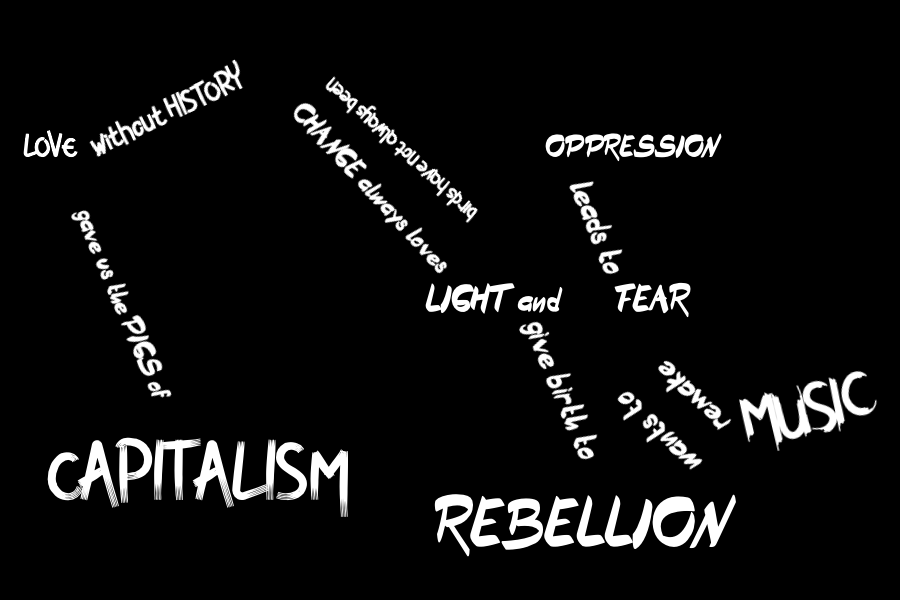 LOVE
without HISTORY
gave us the PIGS of
CAPITALISM
birds have not always been
CHANGE always loves
LIGHT and
OPPRESSION
leads to
FEAR
give birth to
REBELLION
wants to
remake
MUSIC